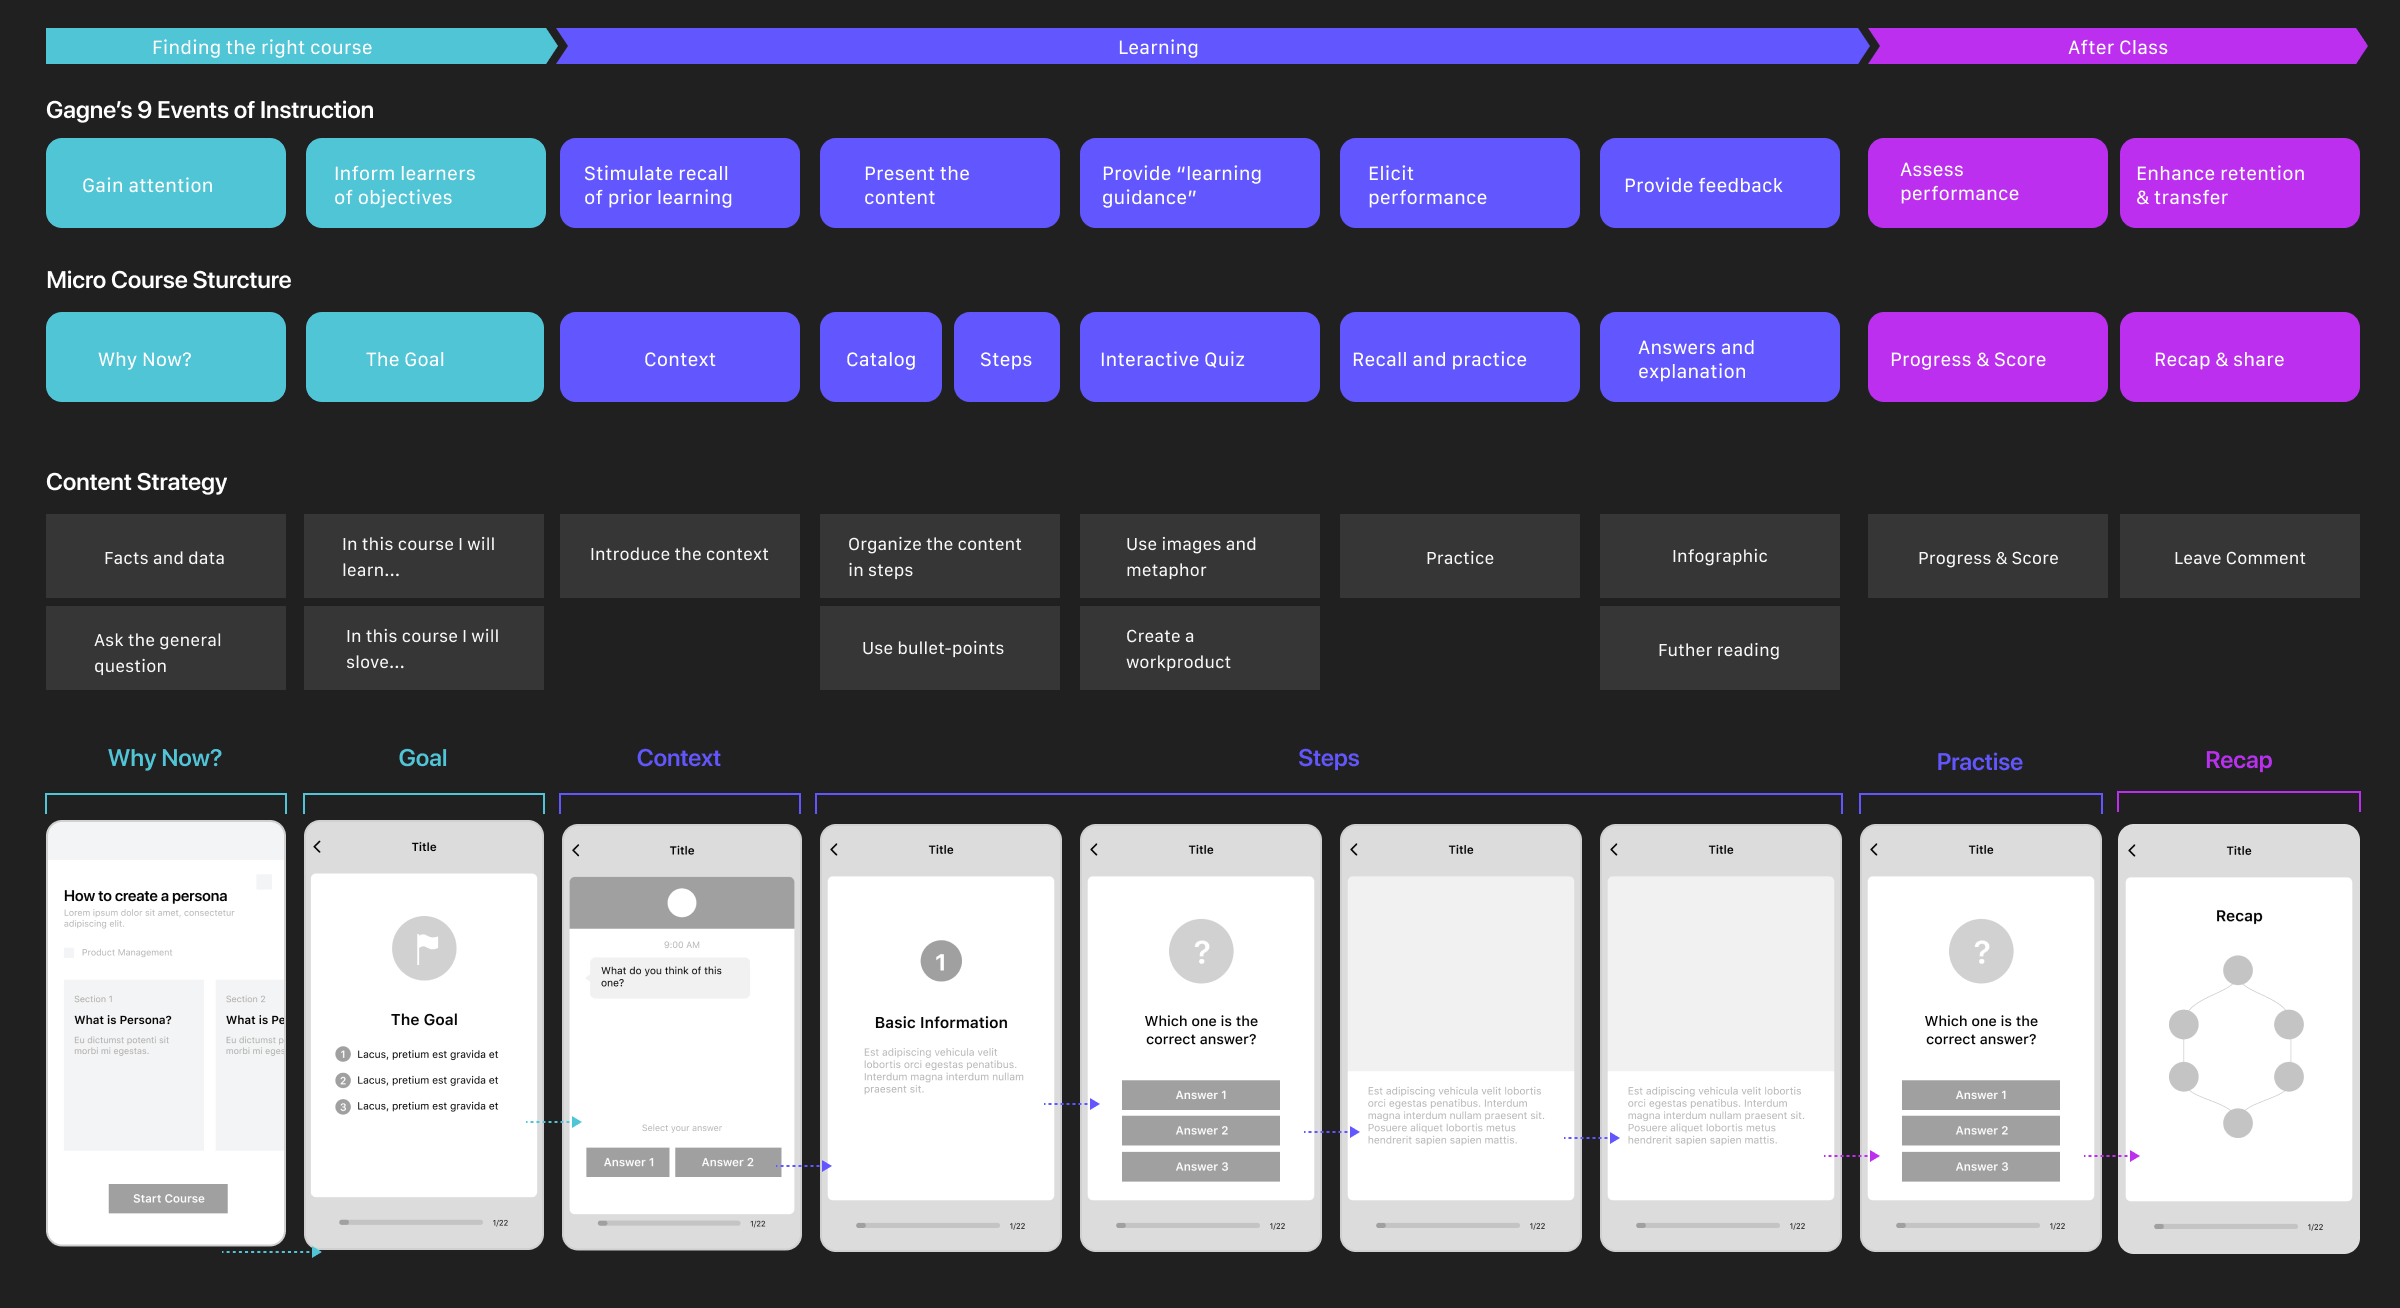 Finding the right course
Learning
After Class
Gagne's 9 Events of Instruction
Gain attention
Inform learners
of objectives
Stimulate recall
of prior learning
Present the
content
Provide “learning
guidance”
Elicit
performance
Provide feedback
Assess
performance
Enhance retention
& transfer
Micro Course Sturcture
Why Now?
The Goal
Context
Catalog
Steps
Interactive Quiz
Recall and practice
Answers and
explanation
Progress & Score
Recap & share
Content Strategy
Facts and data
In this course I will
learn...
Introduce the context
Organize the content
in steps
Use images and
metaphor
Practice
Infographic
Progress & Score
Leave Comment
Ask the general
question
In this course I will
slove...
Use bullet-points
Create a
workproduct
Futher reading
Why Now?
Goal
Context
Steps
Practise
Recap
How to create a persona
Lorem ipsum dolor sit amet, consectetur
adipiscing elit.
Product Management
Section 1
What is Persona?
Eu dictumst potenti sit
morbi mi egestas.
Section 2
What is Pe
Eu dictumst p
morbi mi eges
Start Course
Title
The Goal
1 Lacus, pretium est gravida et
2 Lacus, pretium est gravida et
3 Lacus, pretium est gravida et
1/22
Title
9:00 AM
What do you think of this
one?
Select your answer
Answer 1
Answer 2
1/22
Title
1
Basic Information
Est adipiscing vehicula velit
lobortis orci egestas penatibus.
Interdum magna interdum nullam
praesent sit.
1/22
Title
?
Which one is the
correct answer?
Answer 1
Answer 2
Answer 3
1/22
Title
Est adipiscing vehicula velit lobortis
orci egestas penatibus. Interdum
magna interdum nullam praesent sit.
Posuere aliquet lobortis metus
hendrerit sapien sapien mattis.
1/22
Title
Est adipiscing vehicula velit lobortis
orci egestas penatibus. Interdum
magna interdum nullam praesent sit.
Posuere aliquet lobortis metus
hendrerit sapien sapien mattis.
1/22
Title
?
Which one is the
correct answer?
Answer 1
Answer 2
Answer 3
1/22
Title
Recap
1/22